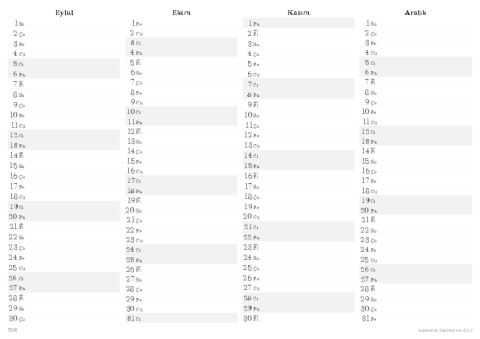 Eylül
1 Sa
2 Ça
3 Pe
4 Cu
5 Ct
6 Pa
7 Pt
8 Sa
9 Ça
10 Pe
11 Cu
12 Ct
13 Pa
14 Pt
15 Sa
16 Ça
17 Pe
18 Cu
19 Ct
20 Pa
21 Pt
22 Sa
23 Ça
24 Pe
25 Cu
26 Ct
27 Pa
28 Pt
29 Sa
30 Ça
Ekim
1 Pe
2 Cu
3 Ct
4 Pa
5 Pt
6 Sa
7 Ça
8 Pe
9 Cu
10 Ct
11 Pa
12 Pt
13 Sa
14 Ça
15 Pe
16 Cu
17 Ct
18 Pa
19 Pt
20 Sa
21 Ça
22 Pe
23 Cu
24 Ct
25 Pa
26 Pt
27 Sa
28 Ça
29 Pe
30 Cu
31 Ct
Kasım
1 Pa
2 Pt
3 Sa
4 Ça
5 Pe
6 Cu
7 Ct
8 Pa
9 Pt
10 Sa
11 Ça
12 Pe
13 Cu
14 Ct
15 Pa
16 Pt
17 Sa
18 Ça
19 Pe
20 Cu
21 Ct
22 Pa
23 Pt
24 Sa
25 Ça
26 Pe
27 Cu
28 Ct
29 Pa
30 Pt
Aralık
1 Sa
2 Ça
3 Pe
4 Cu
5 Ct
6 Pa
7 Pt
8 Sa
9 Ça
10 Pe
11 Cu
12 Ct
13 Pa
14 Pt
15 Sa
16 Ça
17 Pe
18 Cu
19 Ct
20 Pa
21 Pt
22 Sa
23 Ça
24 Pe
25 Cu
26 Ct
27 Pa
28 Pt
29 Sa
30 Ça